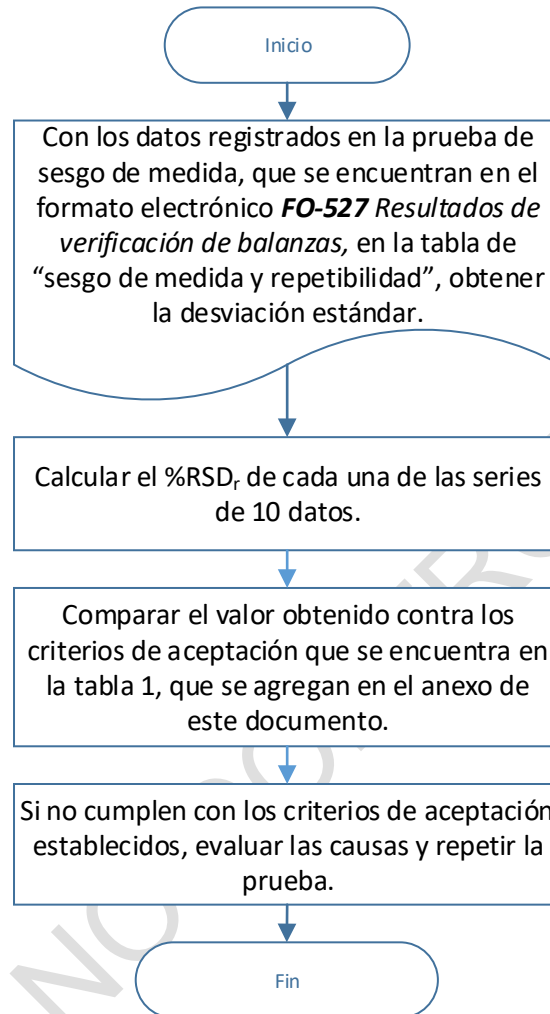 Inicio
Con los datos registrados en la prueba de
sesgo de medida, que se encuentran en el
formato electrónico FO-527 Resultados de
verificación de balanzas, en la tabla de
“sesgo de medida y repetibilidad”, obtener
la desviación estándar.
Calcular el %RSDr de cada una de las series
de 10 datos.
Comparar el valor obtenido contra los
criterios de aceptación que se encuentra en
la tabla 1, que se agregan en el anexo de
este documento.
Si no cumplen con los criterios de aceptación
establecidos, evaluar las causas y repetir la
prueba.
Fin